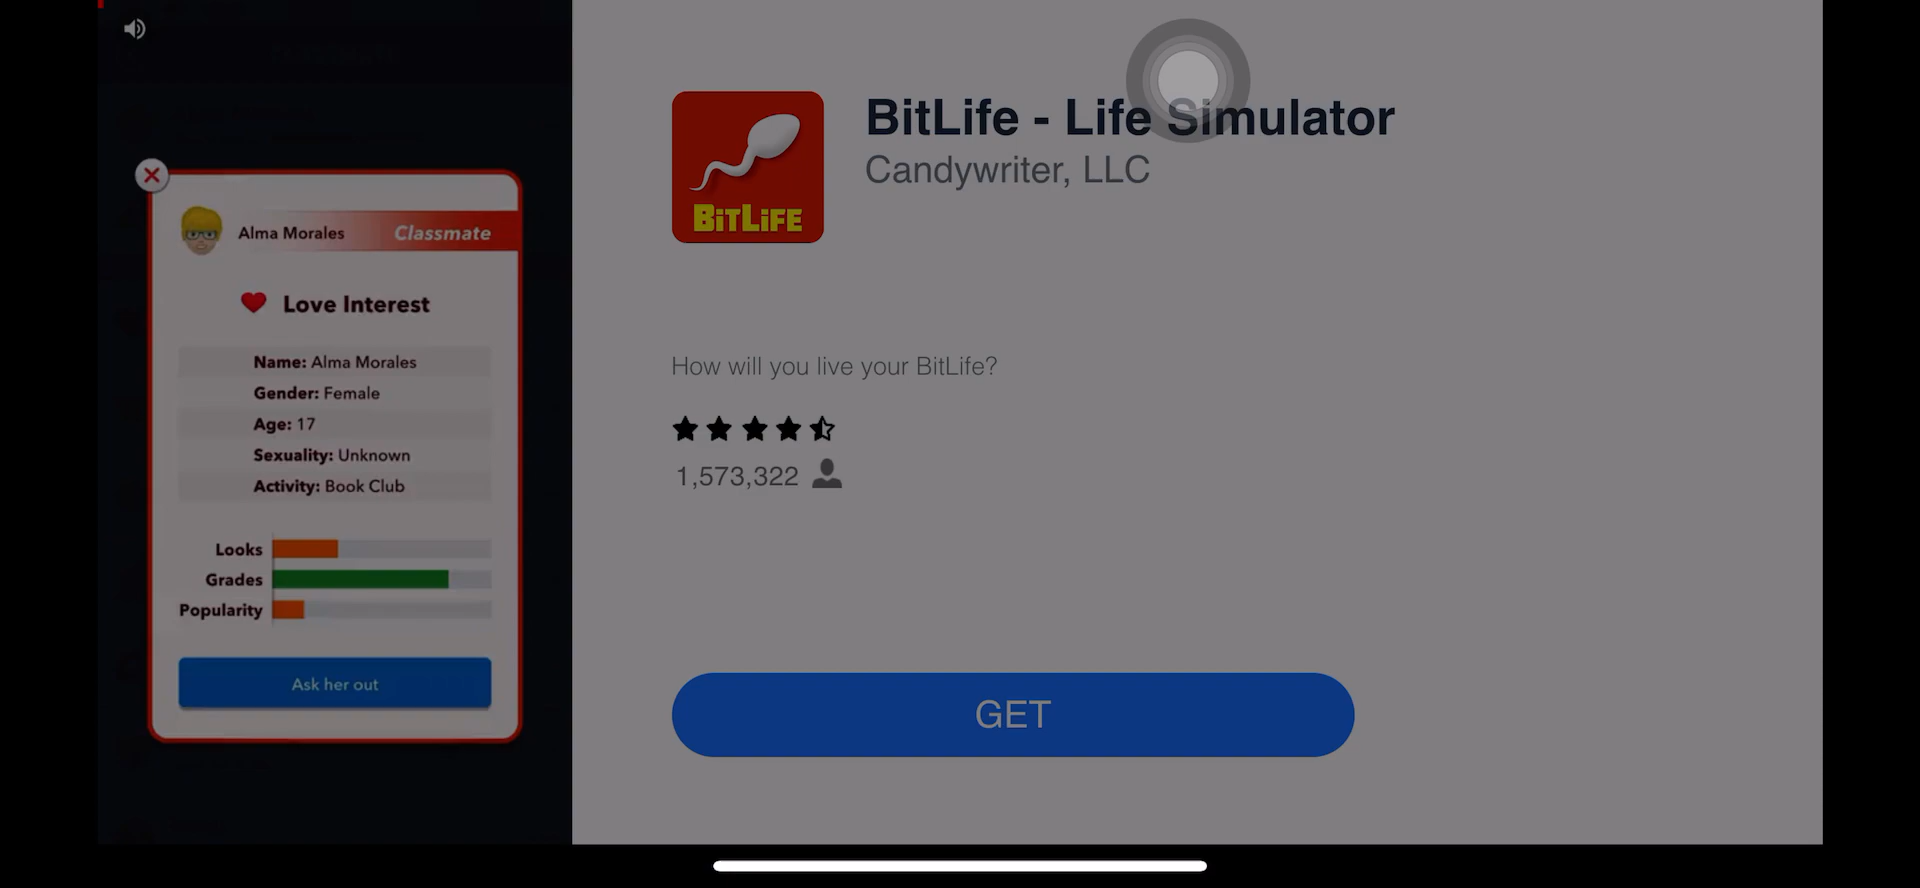 Alma Morales Classmate
Love Interest
Name: Alma Morales
Gender: Female
Age: 17
Sexuality: Unknown
Activity: Book Club
Looks
Grades
Popularity
Ask her out
BitLife - Life Simulator
Candywriter, LLC
BiTLiFE
How will you live your BitLife?
1,573,322
GET